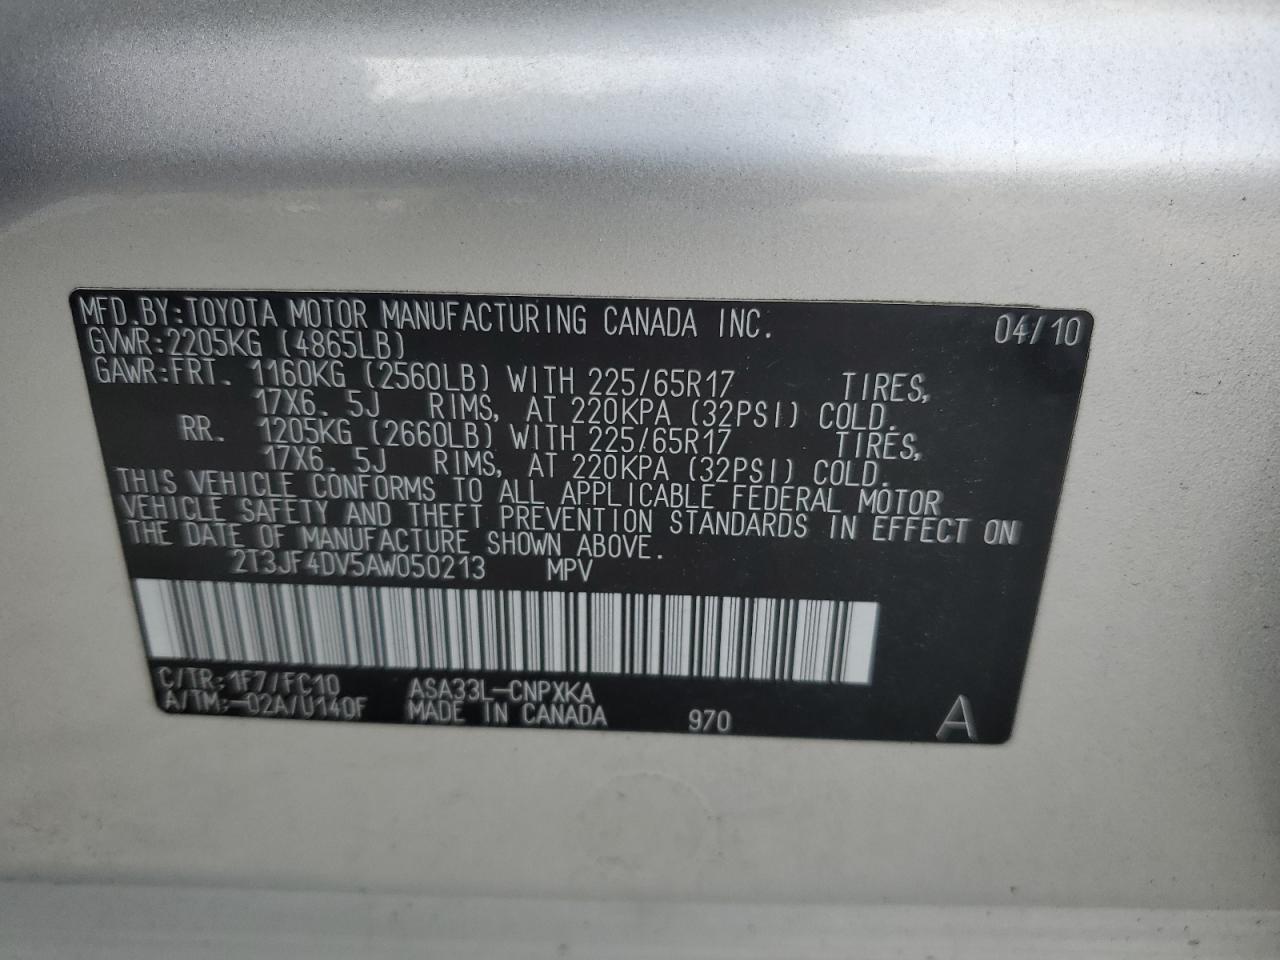 MFD.BY:TOYOTA MOTOR MANUFACTURING CANADA INC. 04/10
GVWR:2205KG (4865LB)
GAWR:FRT. 1160KG (2560LB) WITH 225/65R17 TIRES,
17X6.5J RIMS, AT 220KPA (32PSI) COLD.
RR. 1205KG (2660LB) WITH 225/65R17 TIRES,
17X6.5J RIMS, AT 220KPA (32PSI) COLD.
THIS VEHICLE CONFORMS TO ALL APPLICABLE FEDERAL MOTOR
VEHICLE SAFETY AND THEFT PREVENTION STANDARDS IN EFFECT ON
THE DATE OF MANUFACTURE SHOWN ABOVE.
2T3JF4DV5AW050213 MPV
C/TR:1F7/FC10 ASA33L-CNPXKA
A/TM:-02A/U140F MADE IN CANADA 970 A